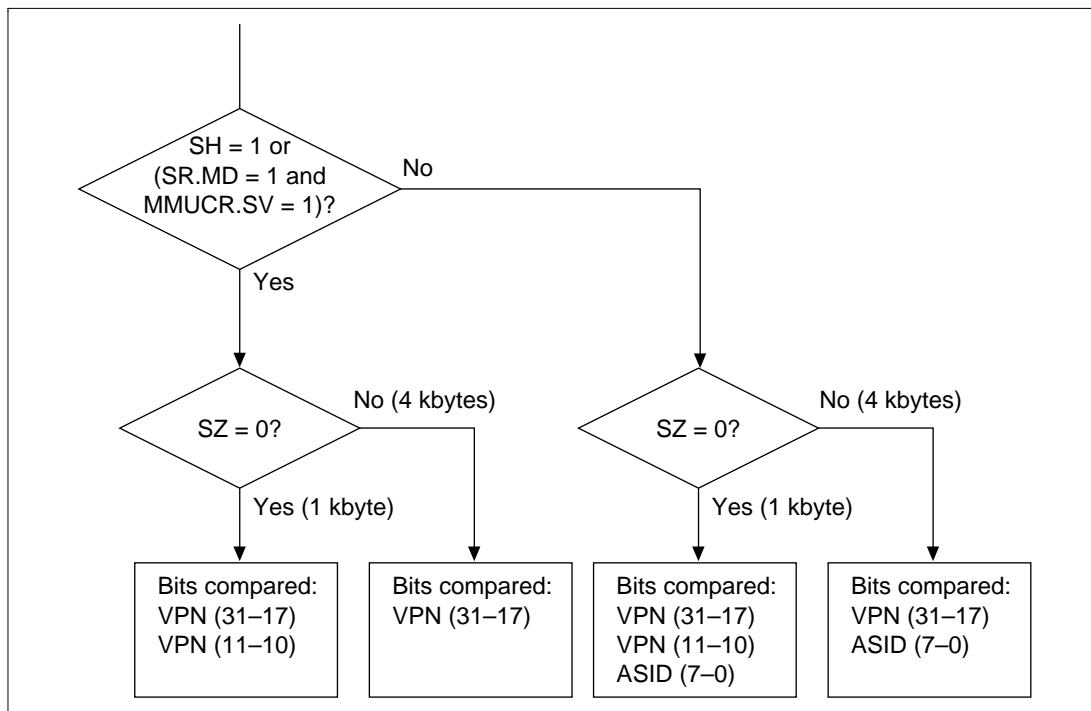 SH = 1 or
(SR.MD = 1 and
MMUCR.SV = 1)?
No
Yes
SZ = 0?
No (4 kbytes)
Yes (1 kbyte)
SZ = 0?
No (4 kbytes)
Yes (1 kbyte)
Bits compared:
VPN (31–17)
VPN (11–10)
Bits compared:
VPN (31–17)
Bits compared:
VPN (31–17)
VPN (11–10)
ASID (7–0)
Bits compared:
VPN (31–17)
ASID (7–0)